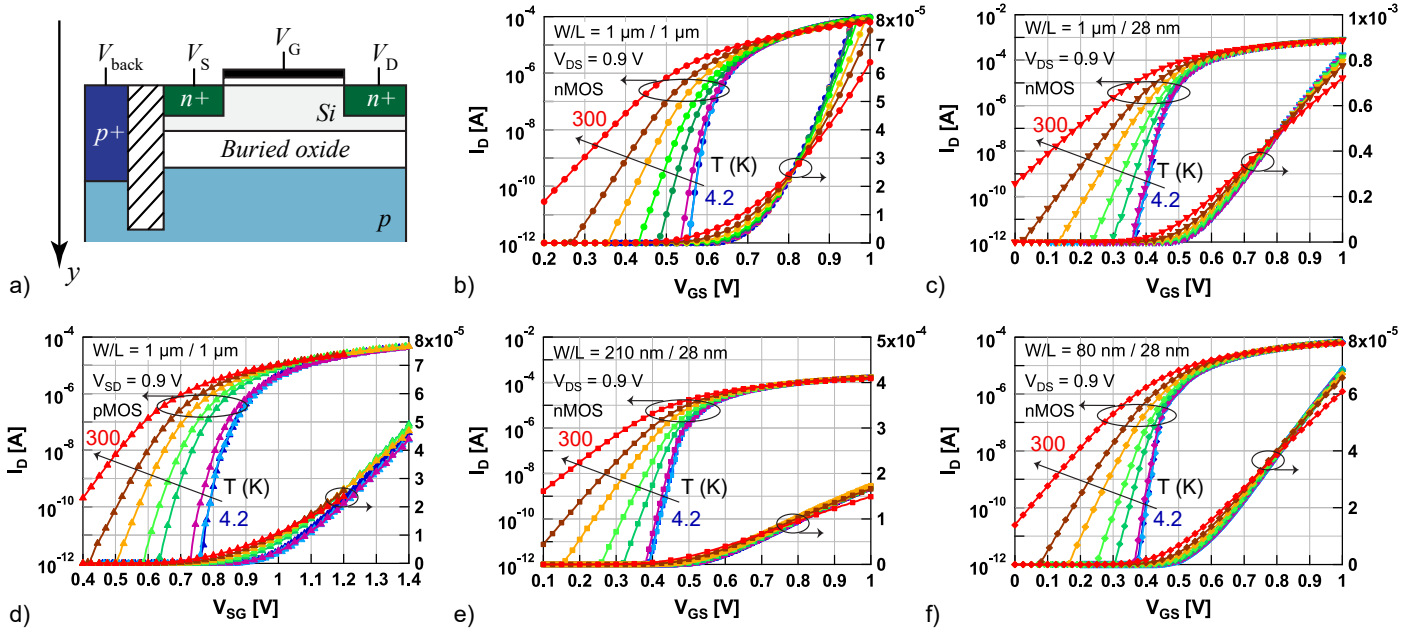 V_back
V_S
V_G
V_D
n+
n+
Si
p+
Buried oxide
p
y
a)
W/L = 1 µm / 1 µm
V_DS = 0.9 V
nMOS
300
T (K)
4.2
10^-4
10^-6
10^-8
10^-10
10^-12
I_D [A]
8x10^-5
7
6
5
4
3
2
1
0
0.2 0.3 0.4 0.5 0.6 0.7 0.8 0.9 1
V_GS [V]
b)
W/L = 1 µm / 28 nm
V_DS = 0.9 V
nMOS
300
T (K)
4.2
10^-2
10^-4
10^-6
10^-8
10^-10
10^-12
I_D [A]
1x10^-3
0.8
0.6
0.4
0.2
0
0 0.1 0.2 0.3 0.4 0.5 0.6 0.7 0.8 0.9 1
V_GS [V]
c)
W/L = 1 µm / 1 µm
V_SD = 0.9 V
pMOS
300
T (K)
4.2
10^-4
10^-6
10^-8
10^-10
10^-12
I_D [A]
8x10^-5
7
6
5
4
3
2
1
0
0.4 0.5 0.6 0.7 0.8 0.9 1 1.1 1.2 1.3 1.4
V_SG [V]
d)
W/L = 210 nm / 28 nm
V_DS = 0.9 V
nMOS
300
T (K)
4.2
10^-2
10^-4
10^-6
10^-8
10^-10
10^-12
I_D [A]
5x10^-4
4
3
2
1
0
0.1 0.2 0.3 0.4 0.5 0.6 0.7 0.8 0.9 1
V_GS [V]
e)
W/L = 80 nm / 28 nm
V_DS = 0.9 V
nMOS
300
T (K)
4.2
10^-4
10^-6
10^-8
10^-10
10^-12
I_D [A]
8x10^-5
6
4
2
0
0 0.1 0.2 0.3 0.4 0.5 0.6 0.7 0.8 0.9 1
V_GS [V]
f)